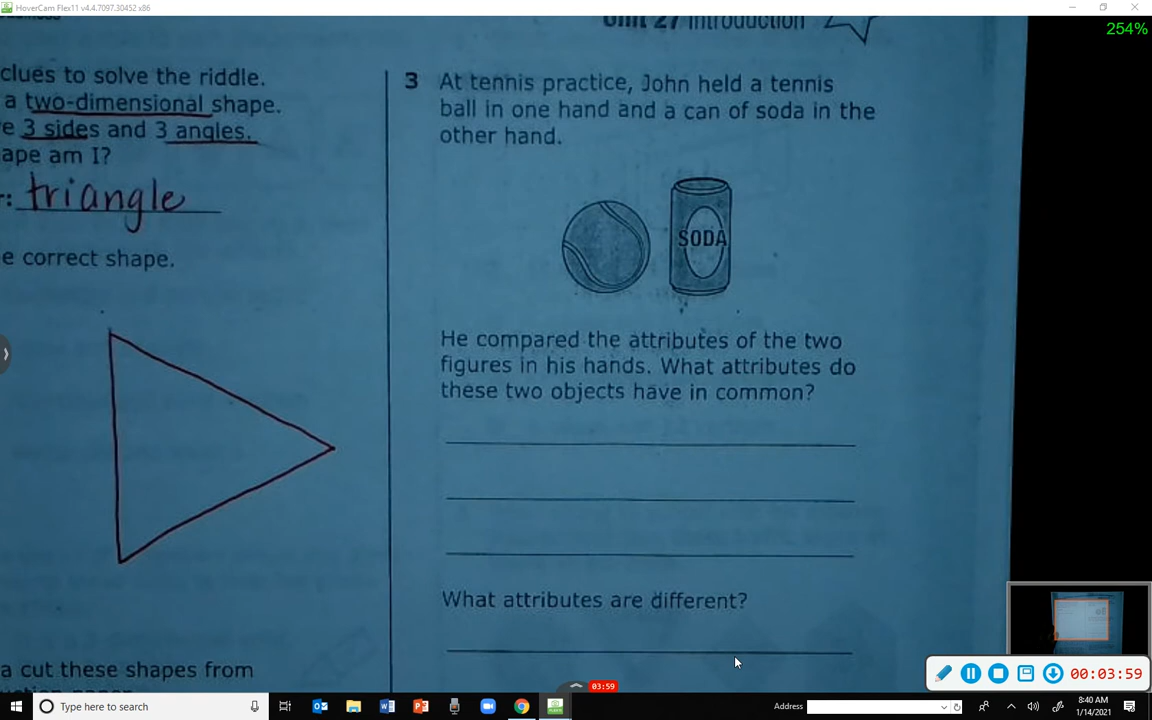 HoverCam Flex11 v4.4.7097.30452 x86
254%
Unit 27 Introduction
clues to solve the riddle.
a two-dimensional shape.
e 3 sides and 3 angles.
ape am I?
: triangle
e correct shape.
a cut these shapes from
3 At tennis practice, John held a tennis
ball in one hand and a can of soda in the
other hand.
SODA
He compared the attributes of the two
figures in his hands. What attributes do
these two objects have in common?
What attributes are different?
00:03:59
03:59
Type here to search
Address
8:40 AM
1/14/2021